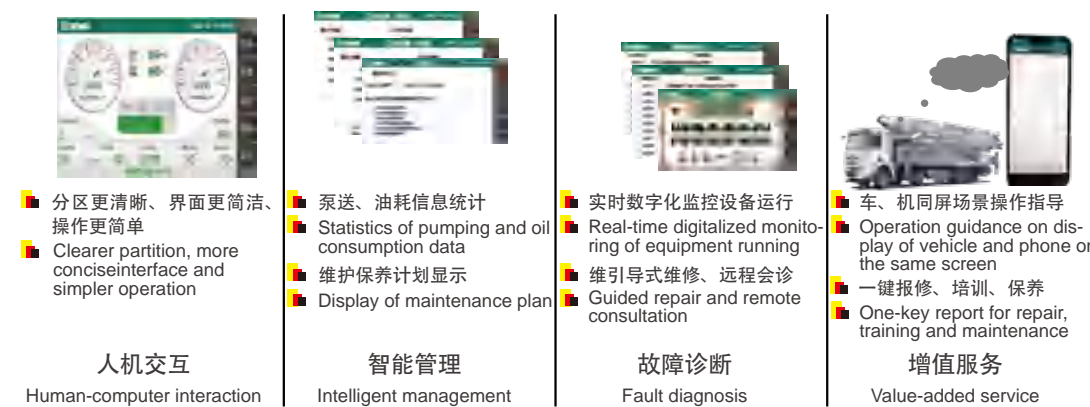 分区更清晰、界面更简洁、
操作更简单
Clearer partition, more
conciseinterface and
simpler operation
人机交互
Human-computer interaction
泵送、油耗信息统计
Statistics of pumping and oil
consumption data
维护保养计划显示
Display of maintenance plan
智能管理
Intelligent management
实时数字化监控设备运行
Real-time digitalized monito-
ring of equipment running
维引导式维修、远程会诊
Guided repair and remote
consultation
故障诊断
Fault diagnosis
车、机同屏场景操作指导
Operation guidance on dis-
play of vehicle and phone on
the same screen
一键报修、培训、保养
One-key report for repair,
training and maintenance
增值服务
Value-added service